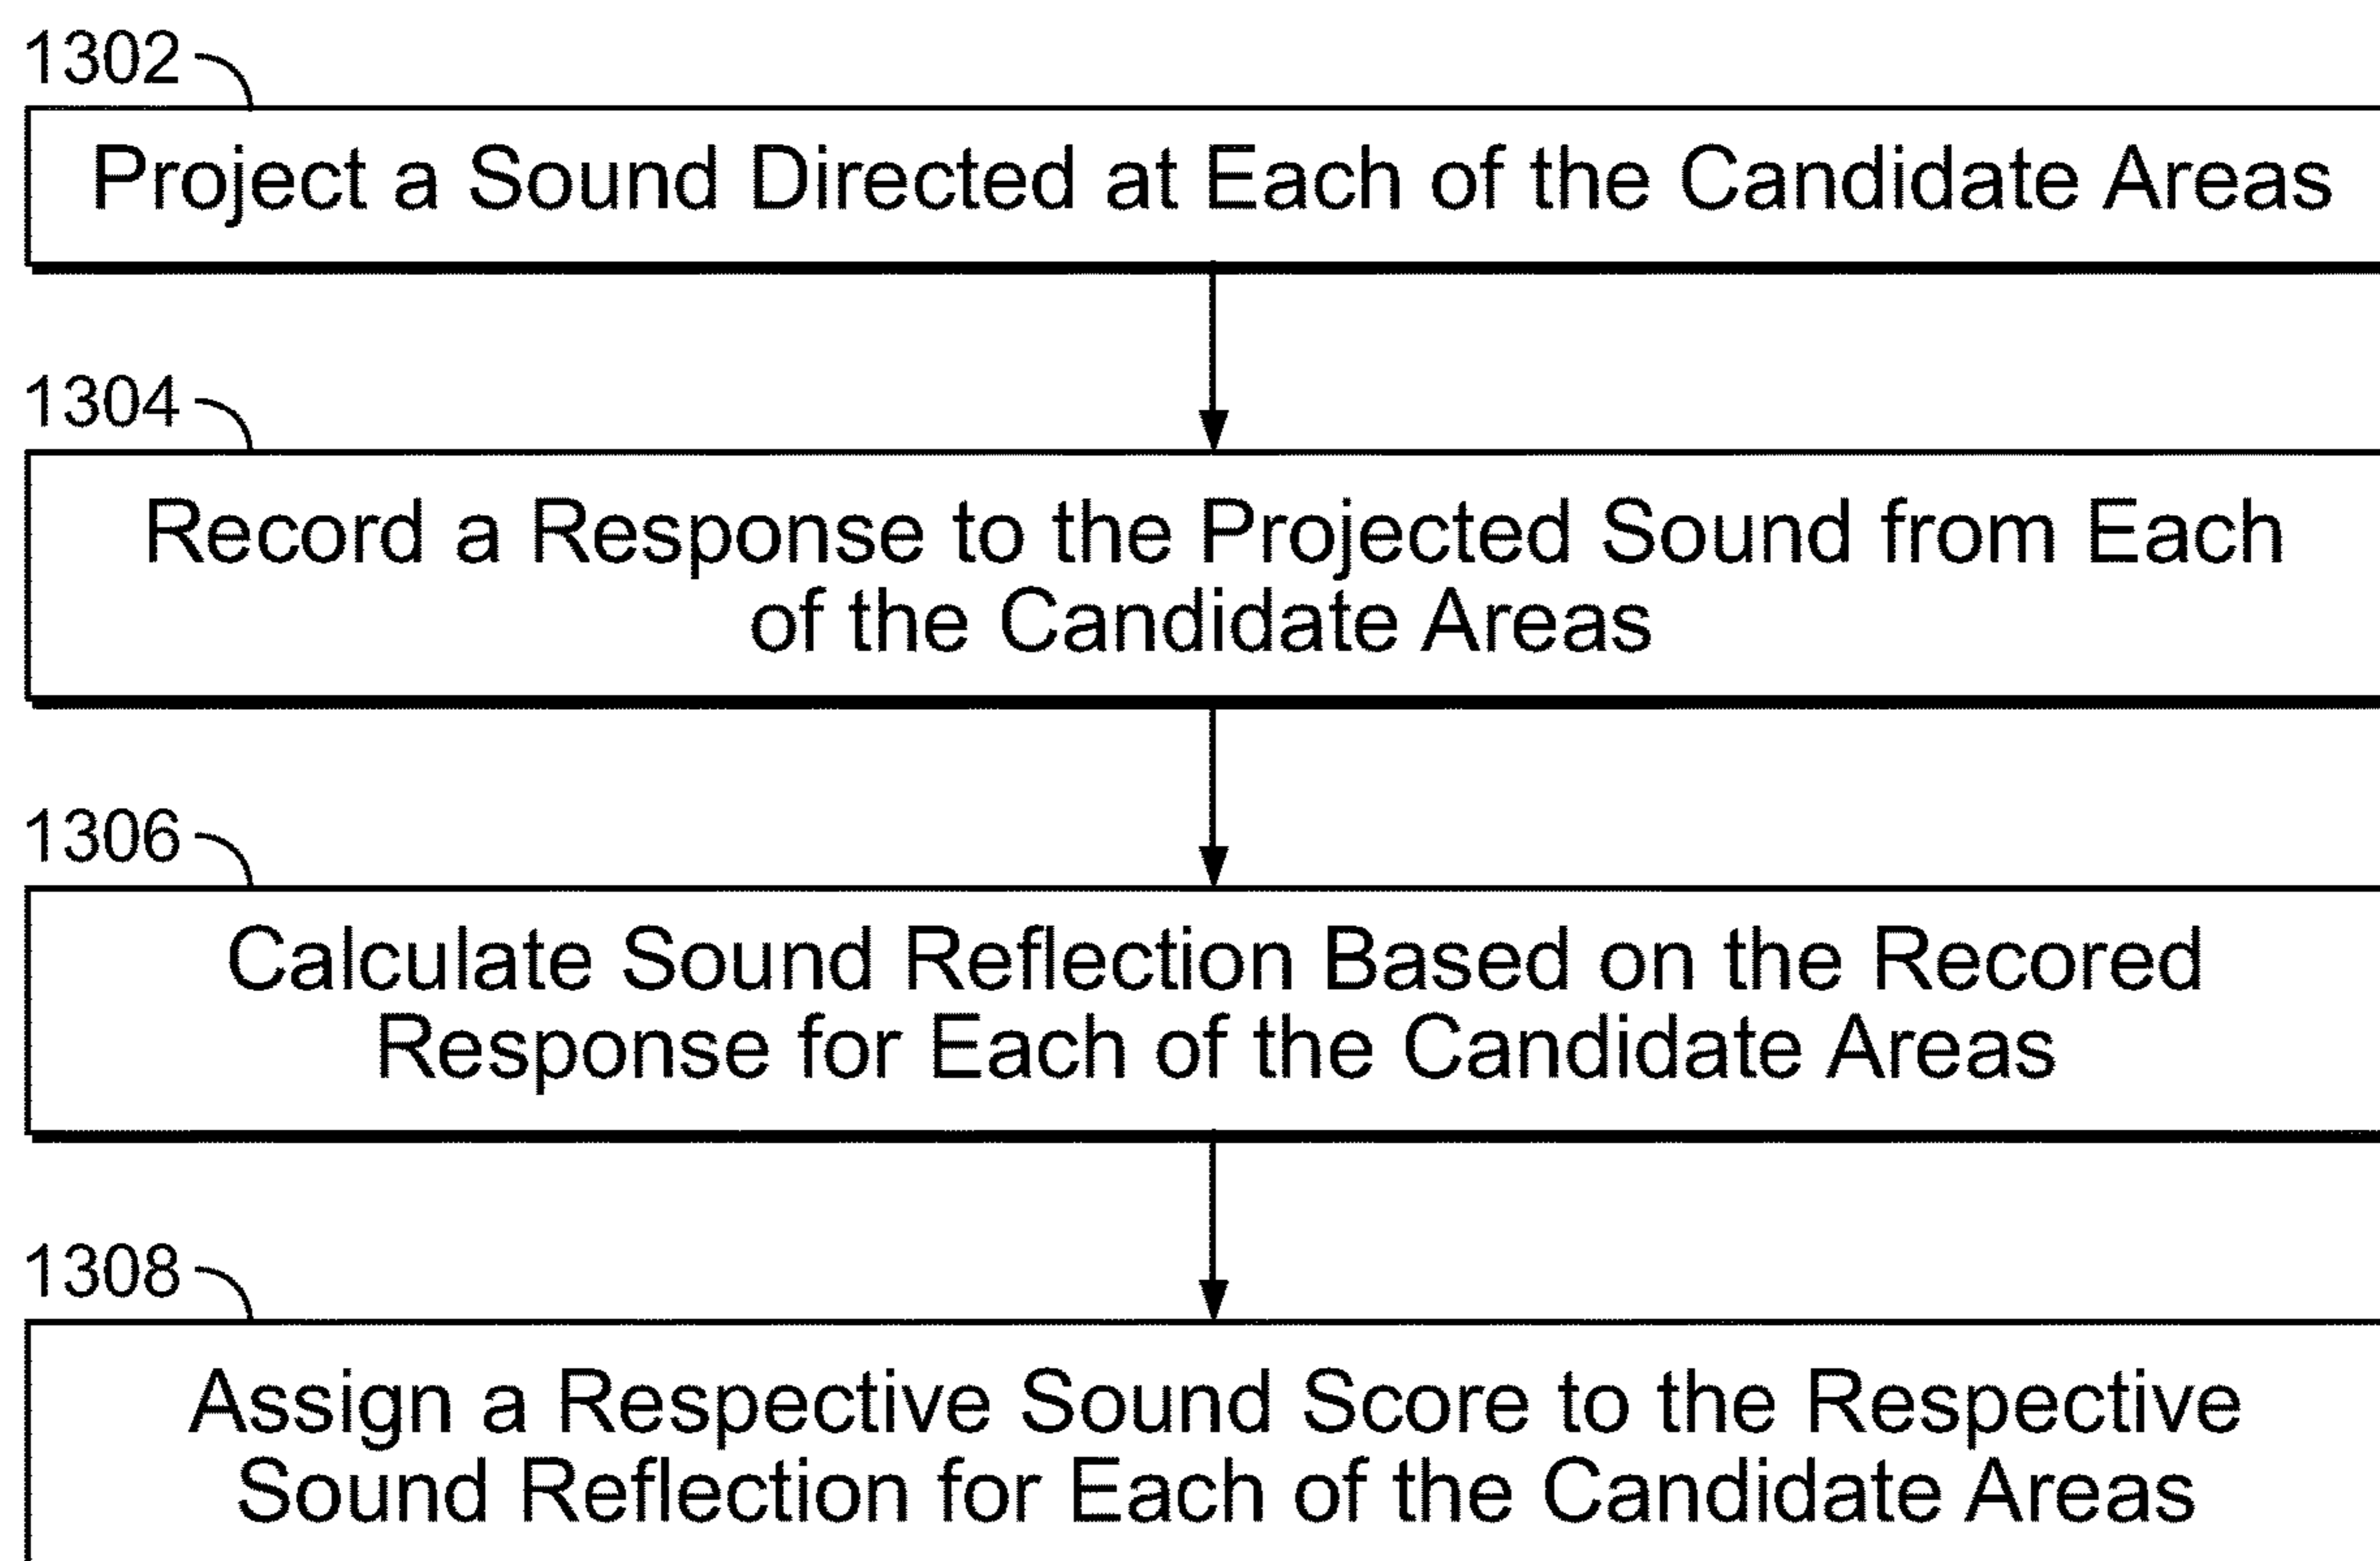 1302
Project a Sound Directed at Each of the Candidate Areas
1304
Record a Response to the Projected Sound from Each
of the Candidate Areas
1306
Calculate Sound Reflection Based on the Recored
Response for Each of the Candidate Areas
1308
Assign a Respective Sound Score to the Respective
Sound Reflection for Each of the Candidate Areas